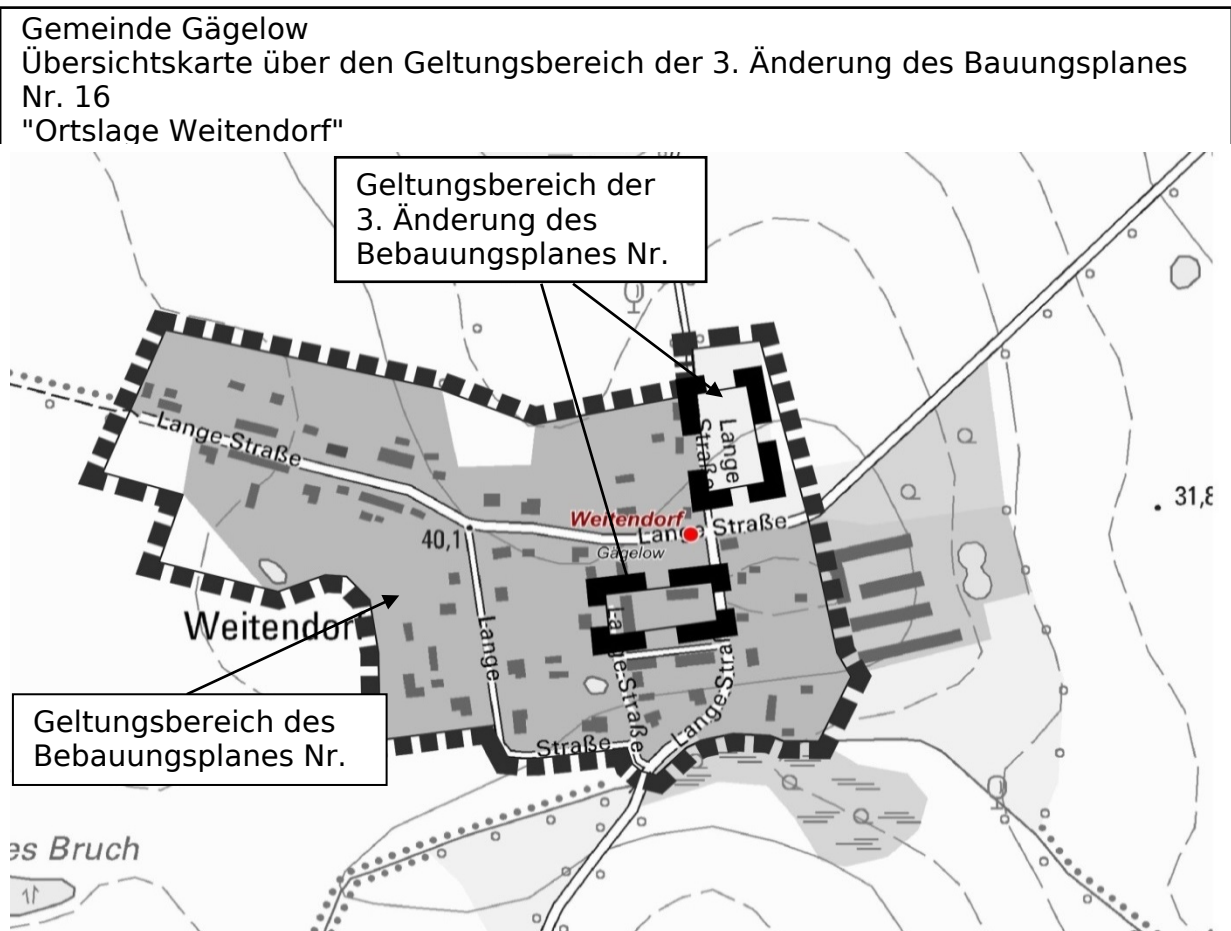 Gemeinde Gägelow
Übersichtskarte über den Geltungsbereich der 3. Änderung des Bauungsplanes
Nr. 16
"Ortslage Weitendorf"
Geltungsbereich der
3. Änderung des
Bebauungsplanes Nr.
Lange Straße
Lange
Straße
Weitendorf
Lange Straße
Gägelow
40,1
31,8
Weitendorf
Lange
Lange Straße
Lange Straße
Straße
Geltungsbereich des
Bebauungsplanes Nr.
es Bruch